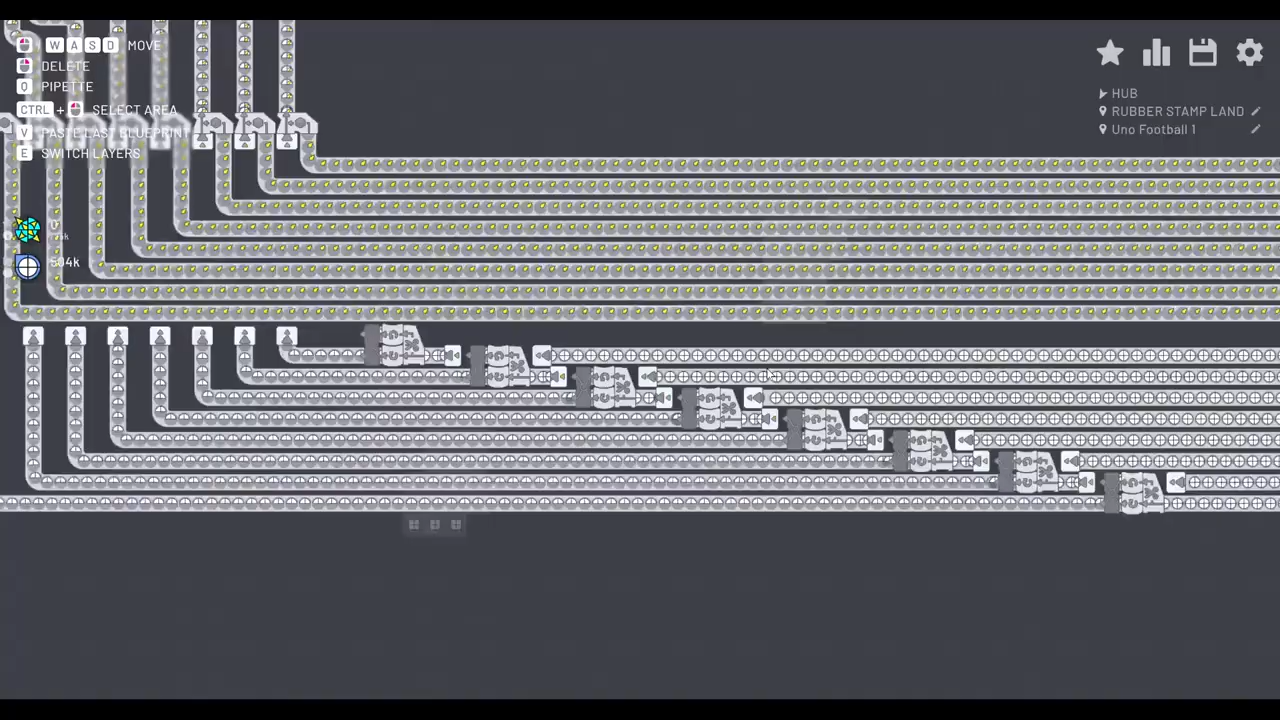 W A S D MOVE
DELETE
Q PIPETTE
CTRL + SELECT AREA
V PASTE LAST BLUEPRINT
E SWITCH LAYERS
504k
HUB
RUBBER STAMP LAND
Uno Football 1